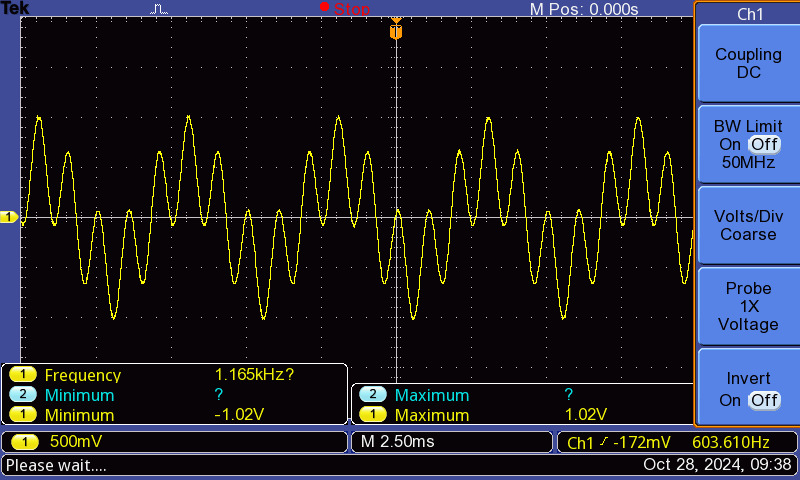 Tek Stop M Pos: 0.000s
T
1
Ch1
Coupling
DC
BW Limit
On Off
50MHz
Volts/Div
Coarse
Probe
1X
Voltage
Invert
On Off
1 Frequency 1.165kHz?
2 Minimum ?
1 Minimum -1.02V
2 Maximum ?
1 Maximum 1.02V
1 500mV M 2.50ms Ch1 -172mV 603.610Hz
Please wait.... Oct 28, 2024, 09:38